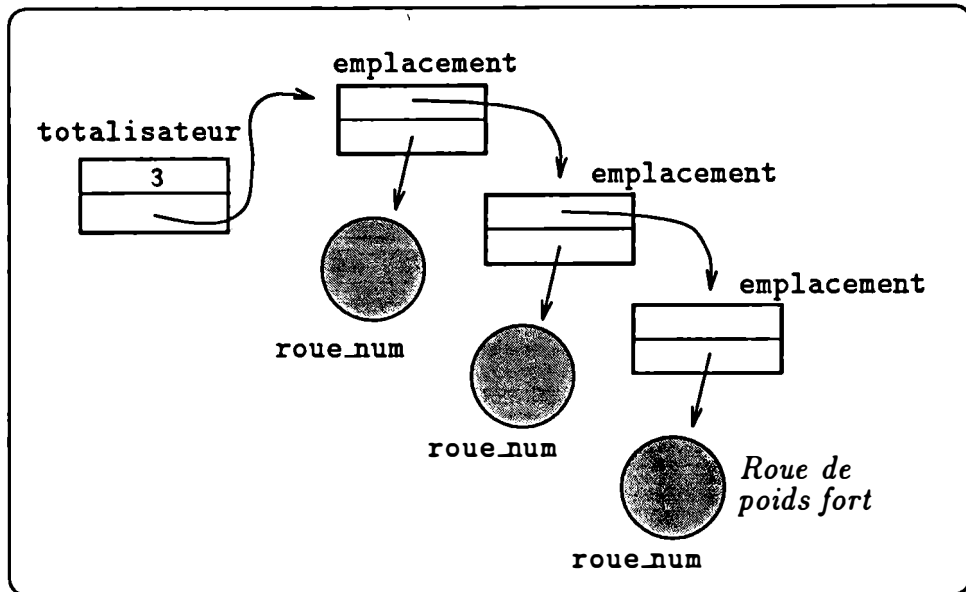 emplacement
totalisateur
3
emplacement
emplacement
roue_num
roue_num
Roue de
poids fort
roue_num